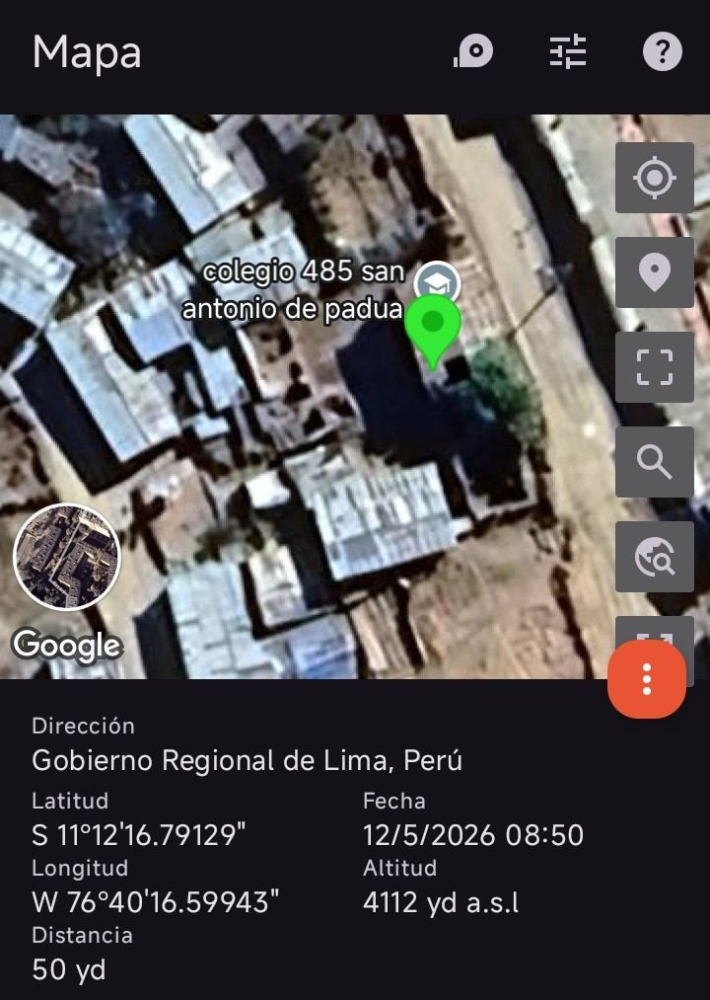 Mapa
colegio 485 san
antonio de padua
Google
Dirección
Gobierno Regional de Lima, Perú
Latitud
Fecha
S 11°12'16.79129"
12/5/2026 08:50
Longitud
Altitud
W 76°40'16.59943"
4112 yd a.s.l
Distancia
50 yd